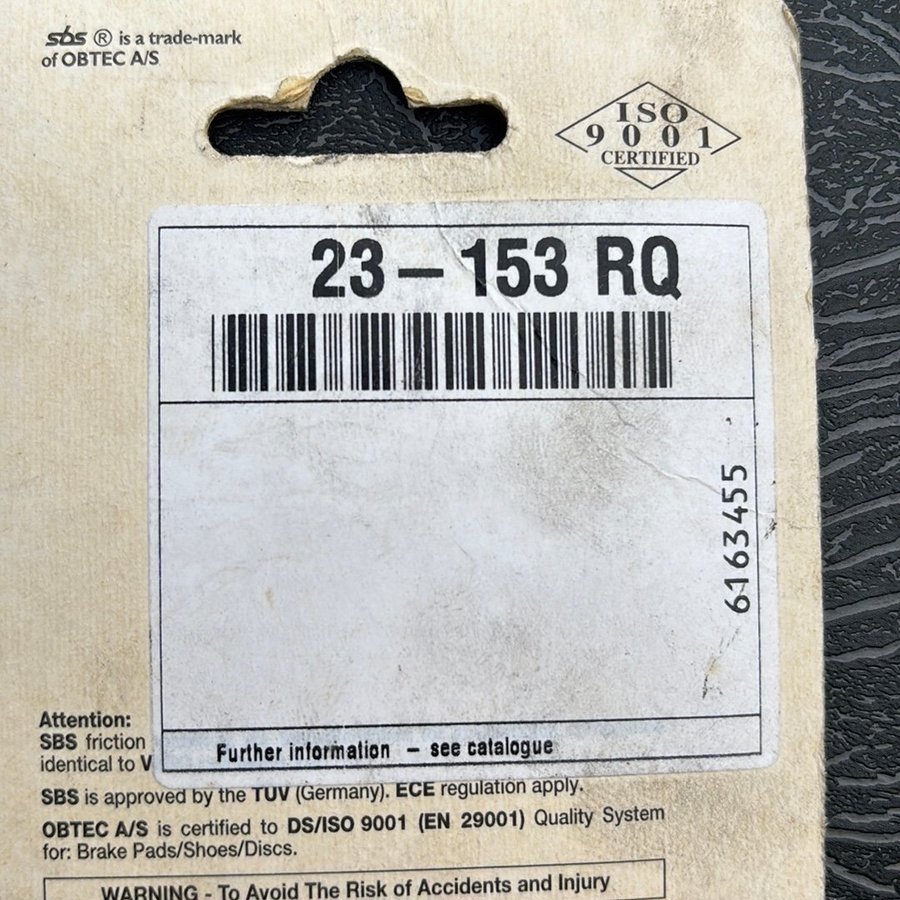 sbs ® is a trade-mark
of OBTEC A/S
ISO
9001
CERTIFIED
23 – 153 RQ
6163455
Further information – see catalogue
Attention:
SBS friction
identical to V
SBS is approved by the TUV (Germany). ECE regulation apply.
OBTEC A/S is certified to DS/ISO 9001 (EN 29001) Quality System
for: Brake Pads/Shoes/Discs.
WARNING - To Avoid The Risk of Accidents and Injury